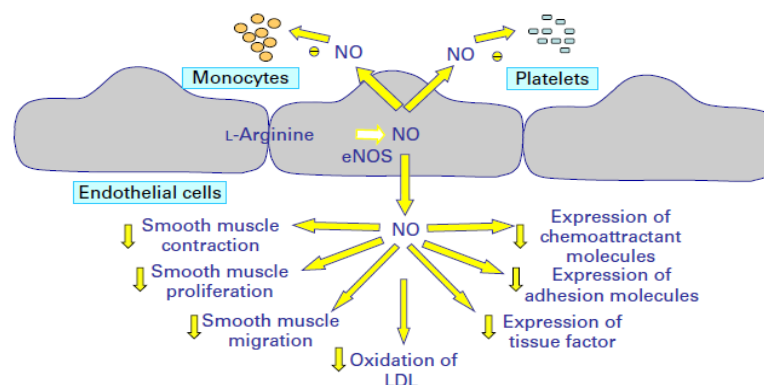 NO
NO
Monocytes
Platelets
L-Arginine
NO
eNOS
Endothelial cells
NO
Smooth muscle
contraction
Expression of
chemoattractant
molecules
Smooth muscle
proliferation
Expression of
adhesion molecules
Smooth muscle
migration
Expression of
tissue factor
Oxidation of
LDL